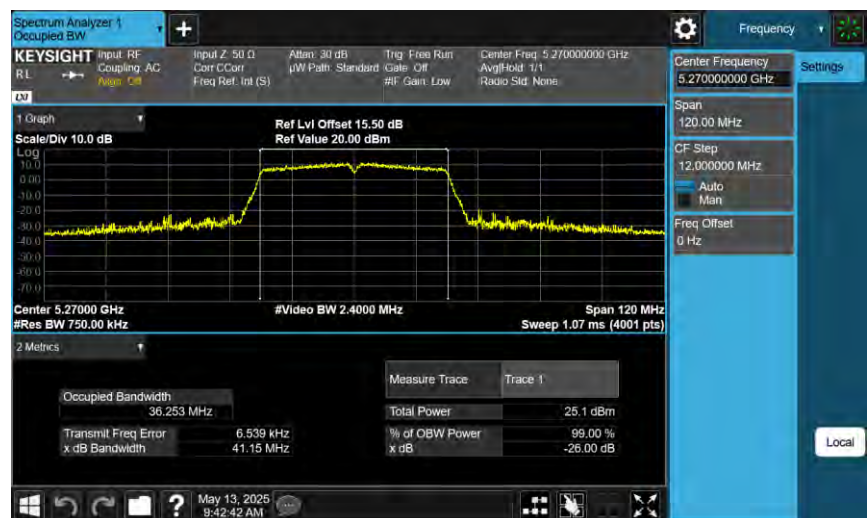 Spectrum Analyzer 1
Occupied BW
Frequency
KEYSIGHT
Input: RF
Coupling: AC
Align: Off
Input Z: 50 Ω
Corr CCorr
Freq Ref: Int (S)
Atten: 30 dB
µW Path: Standard
Trig: Free Run
Gate: Off
#IF Gain: Low
Center Freq: 5.270000000 GHz
Avg|Hold: 1/1
Radio Std: None
RL
LXI
1 Graph
Scale/Div 10.0 dB
Ref Lvl Offset 15.50 dB
Ref Value 20.00 dBm
Log
10.0
0.00
-10.0
-20.0
-30.0
-40.0
-50.0
-60.0
-70.0
Center 5.27000 GHz
#Video BW 2.4000 MHz
Span 120 MHz
#Res BW 750.00 kHz
Sweep 1.07 ms (4001 pts)
2 Metrics
Measure Trace
Trace 1
Occupied Bandwidth
36.253 MHz
Total Power
25.1 dBm
Transmit Freq Error
6.539 kHz
% of OBW Power
99.00 %
x dB Bandwidth
41.15 MHz
x dB
-26.00 dB
Center Frequency
5.270000000 GHz
Settings
Span
120.00 MHz
CF Step
12.000000 MHz
Auto
Man
Freq Offset
0 Hz
Local
May 13, 2025
9:42:42 AM